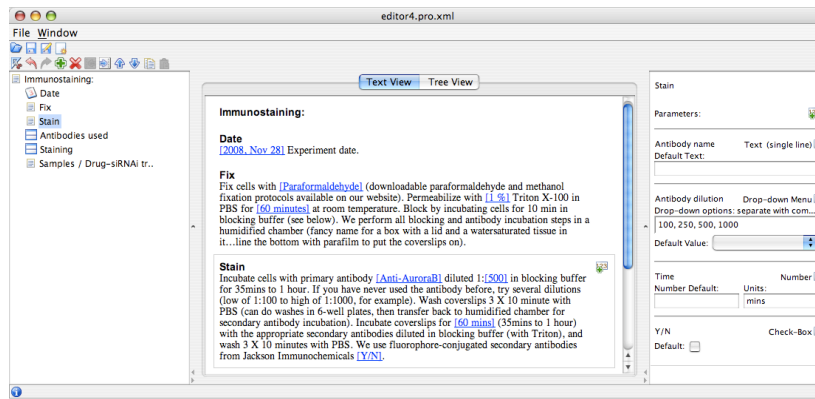 editor4.pro.xml
File Window
Immunostaining:
Date
Fix
Stain
Antibodies used
Staining
Samples / Drug-siRNAi tr..
Text View Tree View
Immunostaining:
Date
[2008, Nov 28] Experiment date.
Fix
Fix cells with [Paraformaldehyde] (downloadable paraformaldehyde and methanol
fixation protocols available on our website). Permeabilize with [1 %] Triton X-100 in
PBS for [60 minutes] at room temperature. Block by incubating cells for 10 min in
blocking buffer (see below). We perform all blocking and antibody incubation steps in a
humidified chamber (fancy name for a box with a lid and a watersaturated tissue in
it...line the bottom with parafilm to put the coverslips on).
Stain
Incubate cells with primary antibody [Anti-AuroraB] diluted 1:[500] in blocking buffer
for 35mins to 1 hour. If you have never used the antibody before, try several dilutions
(low of 1:100 to high of 1:1000, for example). Wash coverslips 3 X 10 minute with
PBS (can do washes in 6-well plates, then transfer back to humidified chamber for
secondary antibody incubation). Incubate coverslips for [60 mins] (35mins to 1 hour)
with the appropriate secondary antibodies diluted in blocking buffer (with Triton), and
wash 3 X 10 minutes with PBS. We use fluorophore-conjugated secondary antibodies
from Jackson Immunochemicals [Y/N].
Stain
Parameters:
Antibody name Text (single line)
Default Text:
Antibody dilution Drop-down Menu
Drop-down options: separate with com...
100, 250, 500, 1000
Default Value:
Time Number
Number Default: Units:
mins
Y/N Check-Box
Default: